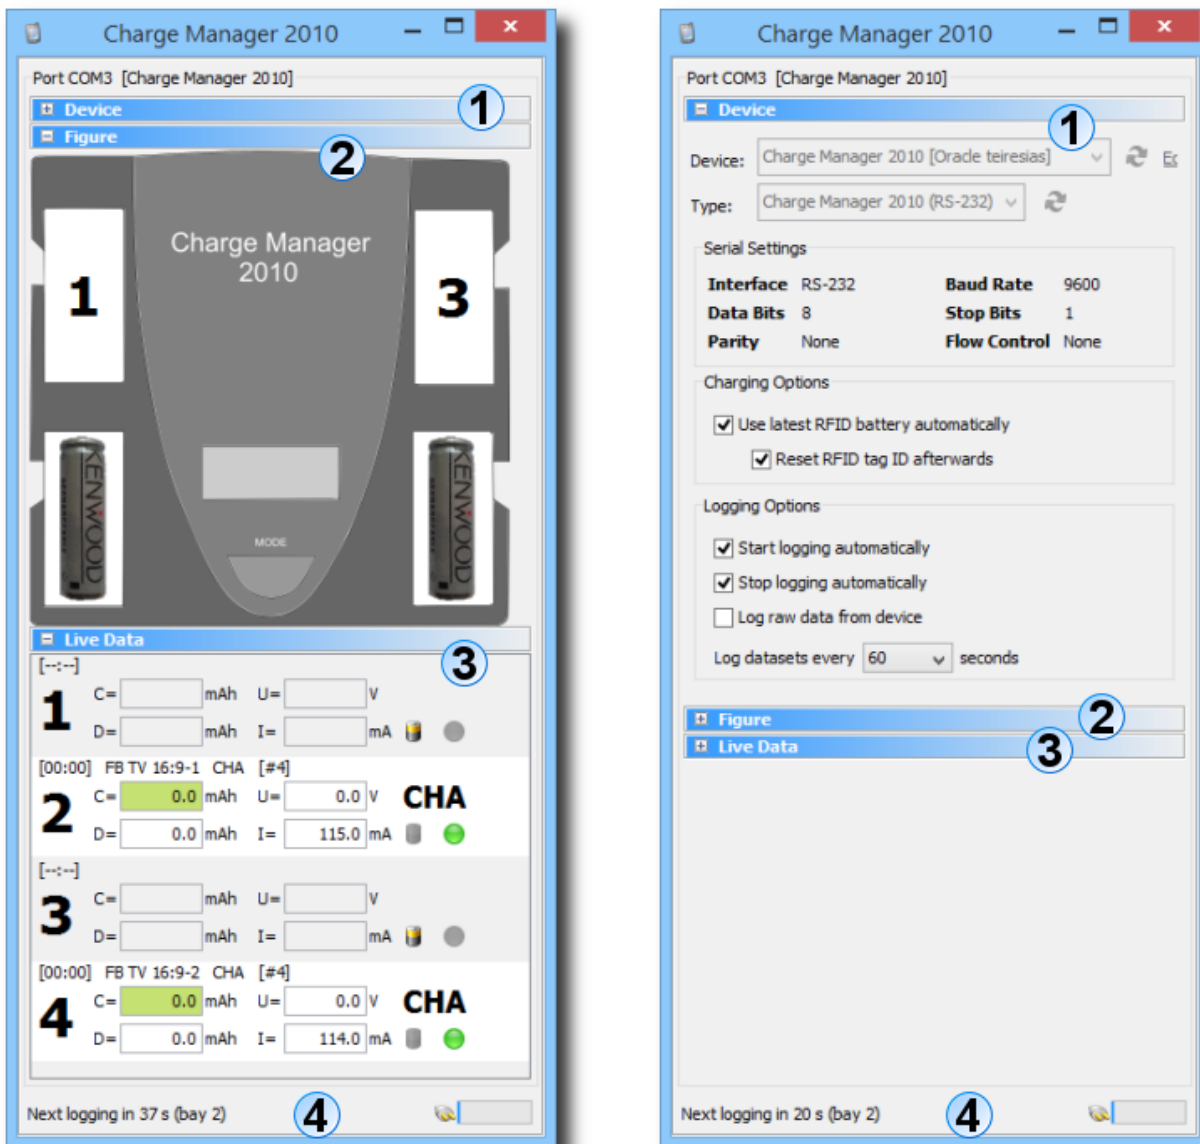 Charge Manager 2010
Port COM3 [Charge Manager 2010]
Device
1
Figure
2
Charge Manager
2010
1
3
KENWOOD
KENWOOD
MODE
Live Data
3
[--:--]
1
C= mAh U= V
D= mAh I= mA
[00:00] FB TV 16:9-1 CHA [#4]
2
C= 0.0 mAh U= 0.0 V CHA
D= 0.0 mAh I= 115.0 mA
[--:--]
3
C= mAh U= V
D= mAh I= mA
[00:00] FB TV 16:9-2 CHA [#4]
4
C= 0.0 mAh U= 0.0 V CHA
D= 0.0 mAh I= 114.0 mA
Next logging in 37 s (bay 2)
4
Charge Manager 2010
Port COM3 [Charge Manager 2010]
Device
1
Device: Charge Manager 2010 [Orade teiresias]
Type: Charge Manager 2010 (RS-232)
Serial Settings
Interface RS-232 Baud Rate 9600
Data Bits 8 Stop Bits 1
Parity None Flow Control None
Charging Options
Use latest RFID battery automatically
Reset RFID tag ID afterwards
Logging Options
Start logging automatically
Stop logging automatically
Log raw data from device
Log datasets every 60 seconds
Figure
2
Live Data
3
Next logging in 20 s (bay 2)
4